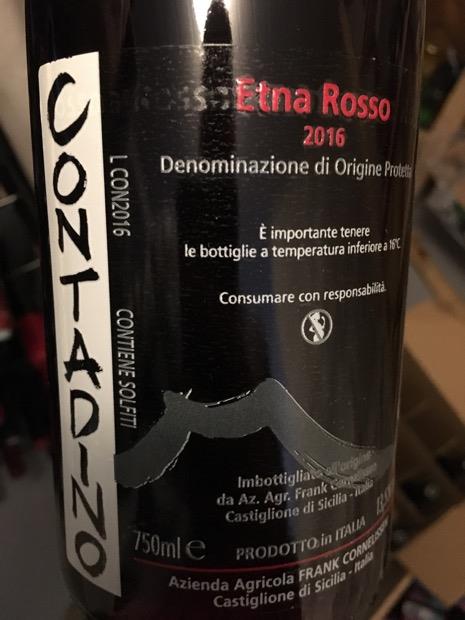 CONTADINO
L CON2016
CONTIENE SOLFITI
Etna Rosso
2016
Denominazione di Origine Protetta
È importante tenere
le bottiglie a temperatura inferiore a 16°C
Consumare con responsabilità.
Imbottigliato all'origine
da Az. Agr. Frank Cornelissen
Castiglione di Sicilia - Italia
750ml e
PRODOTTO in ITALIA
Azienda Agricola FRANK CORNELISSEN
Castiglione di Sicilia - Italia